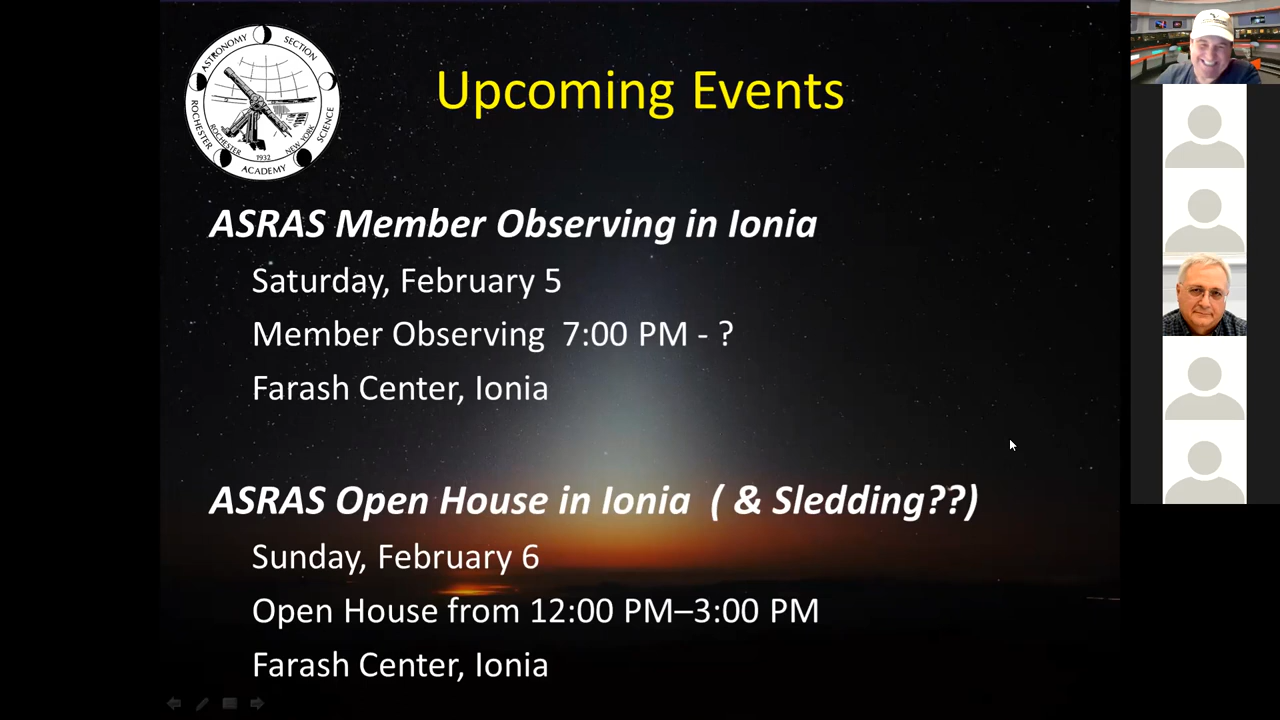 ASTRONOMY SECTION
ROCHESTER ACADEMY SCIENCE
ROCHESTER 1932 NEW YORK
Upcoming Events
ASRAS Member Observing in Ionia
Saturday, February 5
Member Observing 7:00 PM - ?
Farash Center, Ionia
ASRAS Open House in Ionia ( & Sledding??)
Sunday, February 6
Open House from 12:00 PM–3:00 PM
Farash Center, Ionia